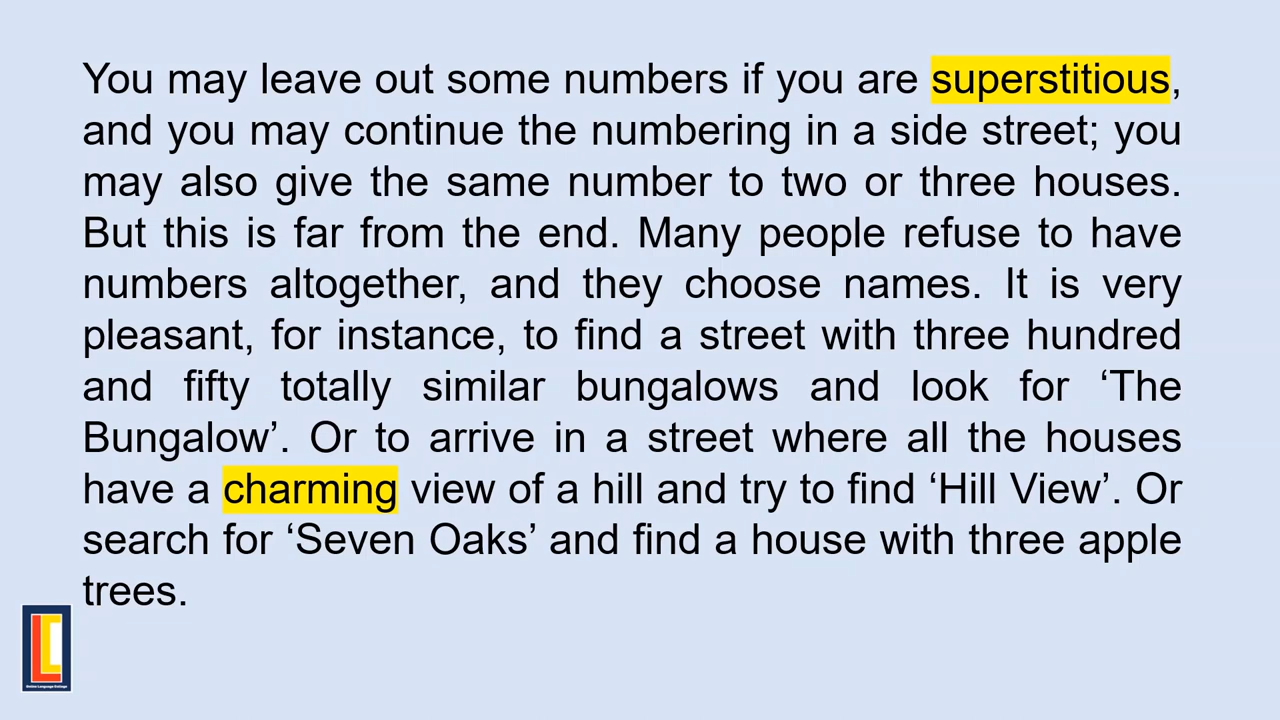 You may leave out some numbers if you are superstitious,
and you may continue the numbering in a side street; you
may also give the same number to two or three houses.
But this is far from the end. Many people refuse to have
numbers altogether, and they choose names. It is very
pleasant, for instance, to find a street with three hundred
and fifty totally similar bungalows and look for ‘The
Bungalow’. Or to arrive in a street where all the houses
have a charming view of a hill and try to find ‘Hill View’. Or
search for ‘Seven Oaks’ and find a house with three apple
trees.
Online Language College